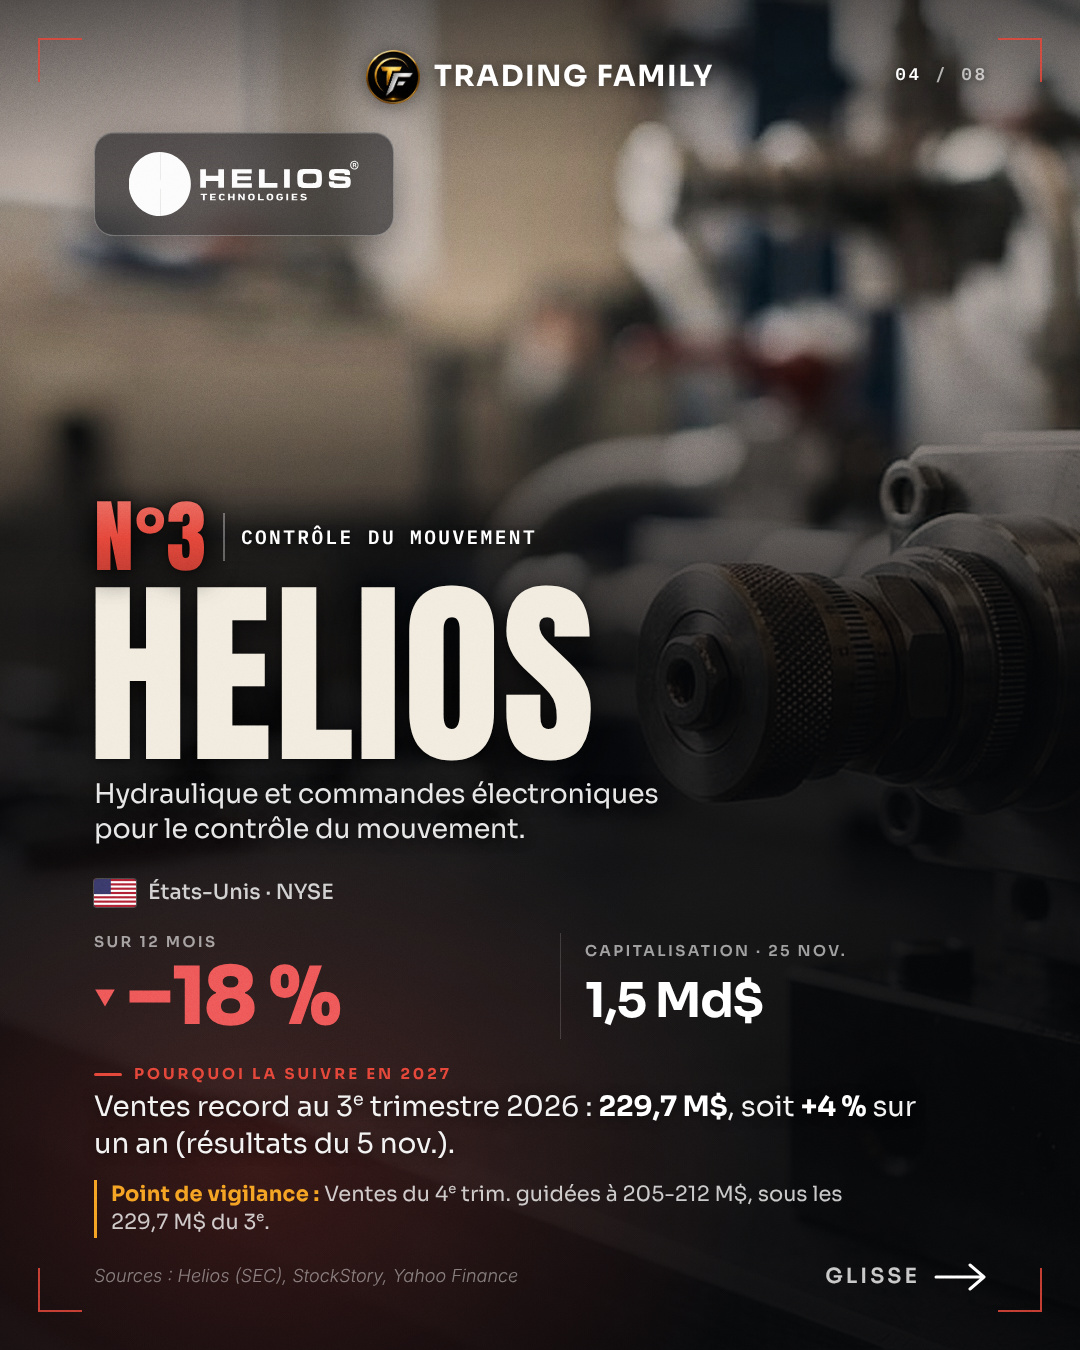 TRADING FAMILY
04 / 08
HELIOS®
TECHNOLOGIES
N°3
CONTRÔLE DU MOUVEMENT
HELIOS
Hydraulique et commandes électroniques
pour le contrôle du mouvement.
États-Unis · NYSE
SUR 12 MOIS
▼ −18 %
CAPITALISATION · 25 NOV.
1,5 Md$
POURQUOI LA SUIVRE EN 2027
Ventes record au 3e trimestre 2026 : 229,7 M$, soit +4 % sur
un an (résultats du 5 nov.).
Point de vigilance : Ventes du 4e trim. guidées à 205-212 M$, sous les
229,7 M$ du 3e.
Sources : Helios (SEC), StockStory, Yahoo Finance
GLISSE →